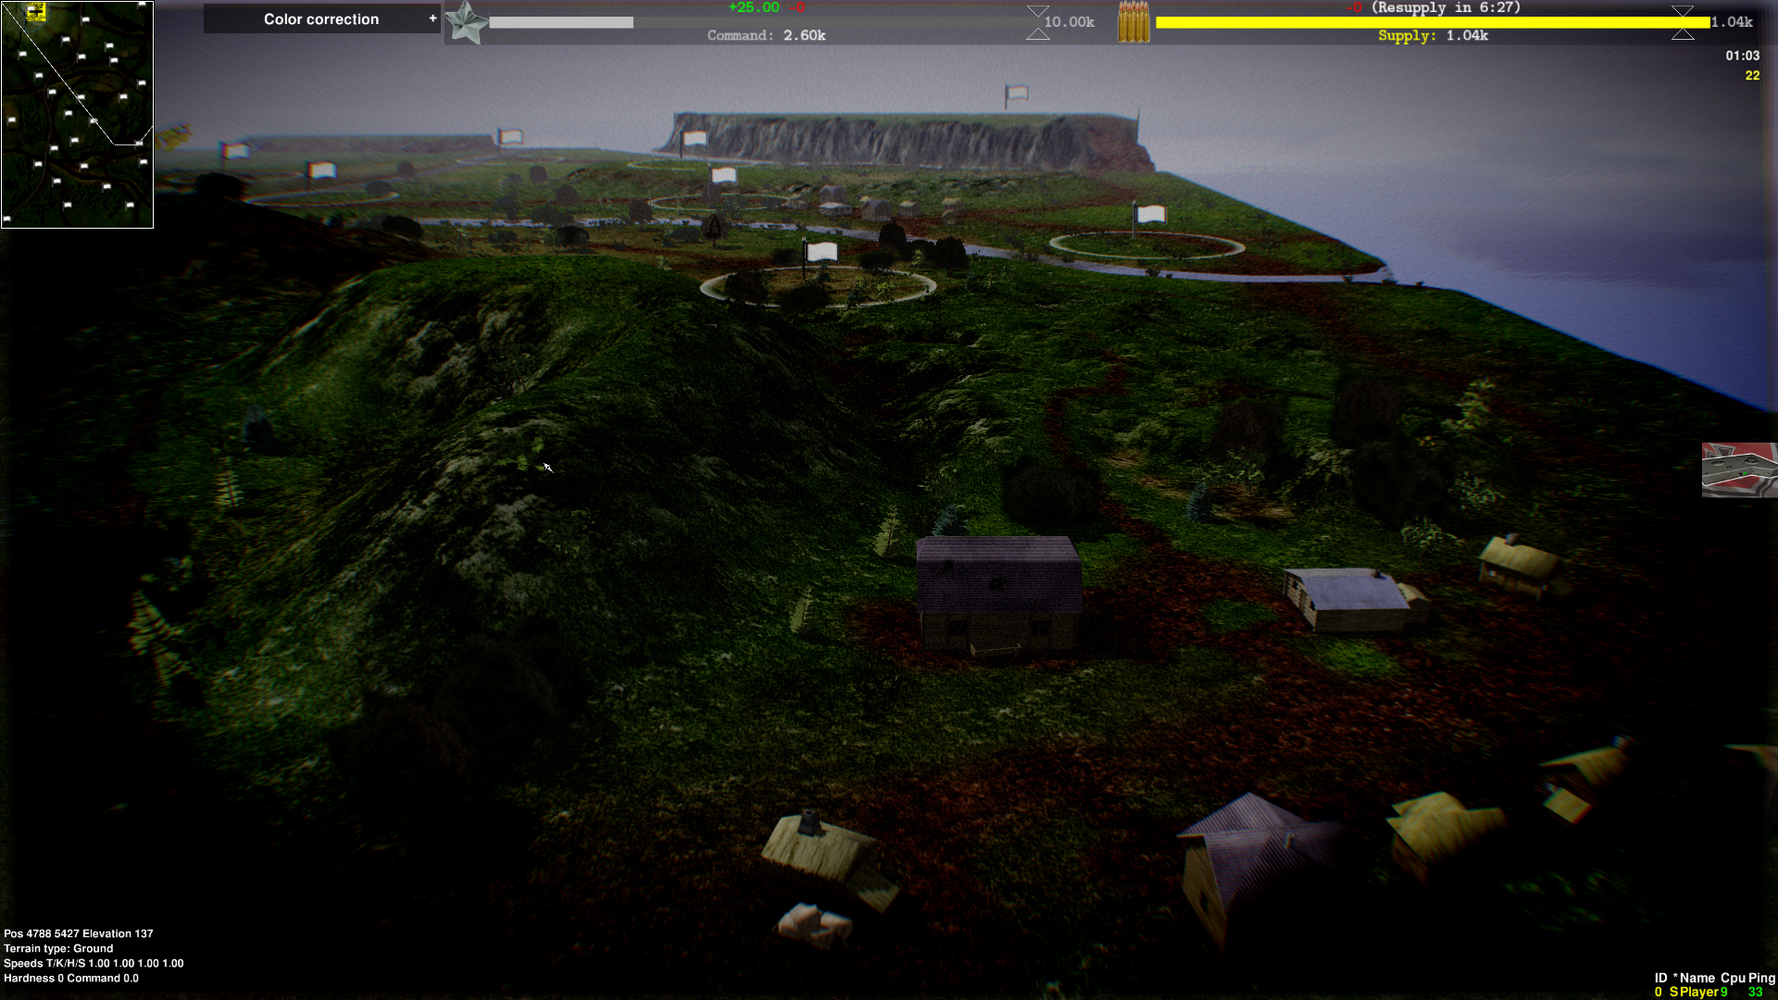 Color correction +
+25.00 -0
10.00k
Command: 2.60k
-0 (Resupply in 6:27)
1.04k
Supply: 1.04k
01:03
22
Pos 4788 5427 Elevation 137
Terrain type: Ground
Speeds T/K/H/S 1.00 1.00 1.00 1.00
Hardness 0 Command 0.0
ID * Name Cpu Ping
0 S Player 9 33